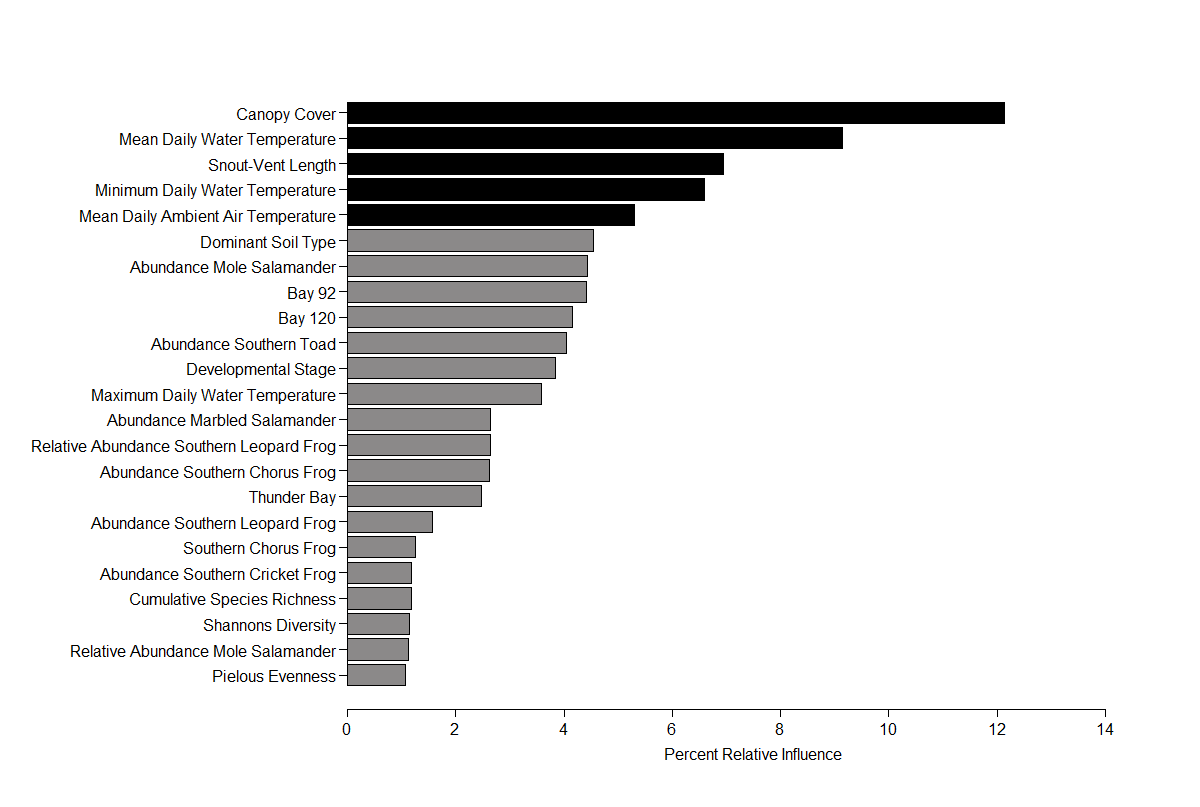 Canopy Cover
Mean Daily Water Temperature
Snout-Vent Length
Minimum Daily Water Temperature
Mean Daily Ambient Air Temperature
Dominant Soil Type
Abundance Mole Salamander
Bay 92
Bay 120
Abundance Southern Toad
Developmental Stage
Maximum Daily Water Temperature
Abundance Marbled Salamander
Relative Abundance Southern Leopard Frog
Abundance Southern Chorus Frog
Thunder Bay
Abundance Southern Leopard Frog
Southern Chorus Frog
Abundance Southern Cricket Frog
Cumulative Species Richness
Shannons Diversity
Relative Abundance Mole Salamander
Pielous Evenness
0 2 4 6 8 10 12 14
Percent Relative Influence